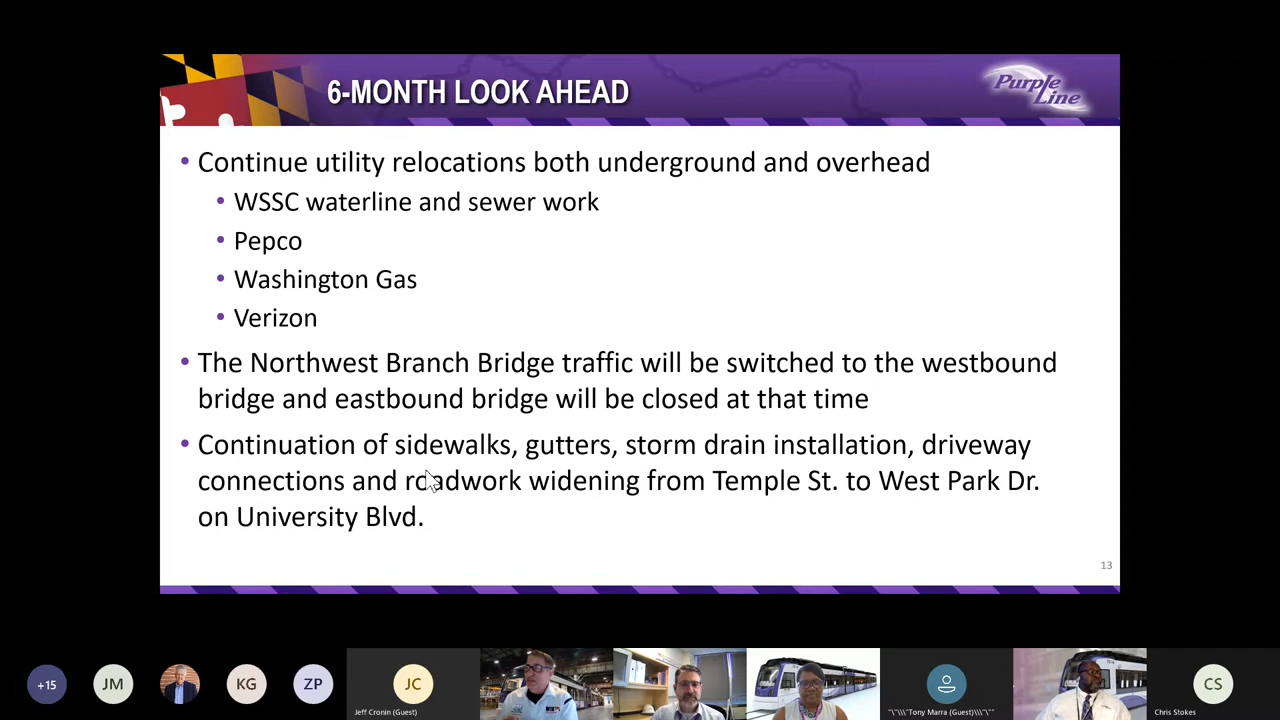 6-MONTH LOOK AHEAD
Purple
Line
• Continue utility relocations both underground and overhead
• WSSC waterline and sewer work
• Pepco
• Washington Gas
• Verizon
• The Northwest Branch Bridge traffic will be switched to the westbound
bridge and eastbound bridge will be closed at that time
• Continuation of sidewalks, gutters, storm drain installation, driveway
connections and roadwork widening from Temple St. to West Park Dr.
on University Blvd.
13
+15
JM
KG
ZP
JC
CS
Jeff Cronin (Guest)
"\"\\\"Tony Marra (Guest)\\\"\""
Chris Stokes